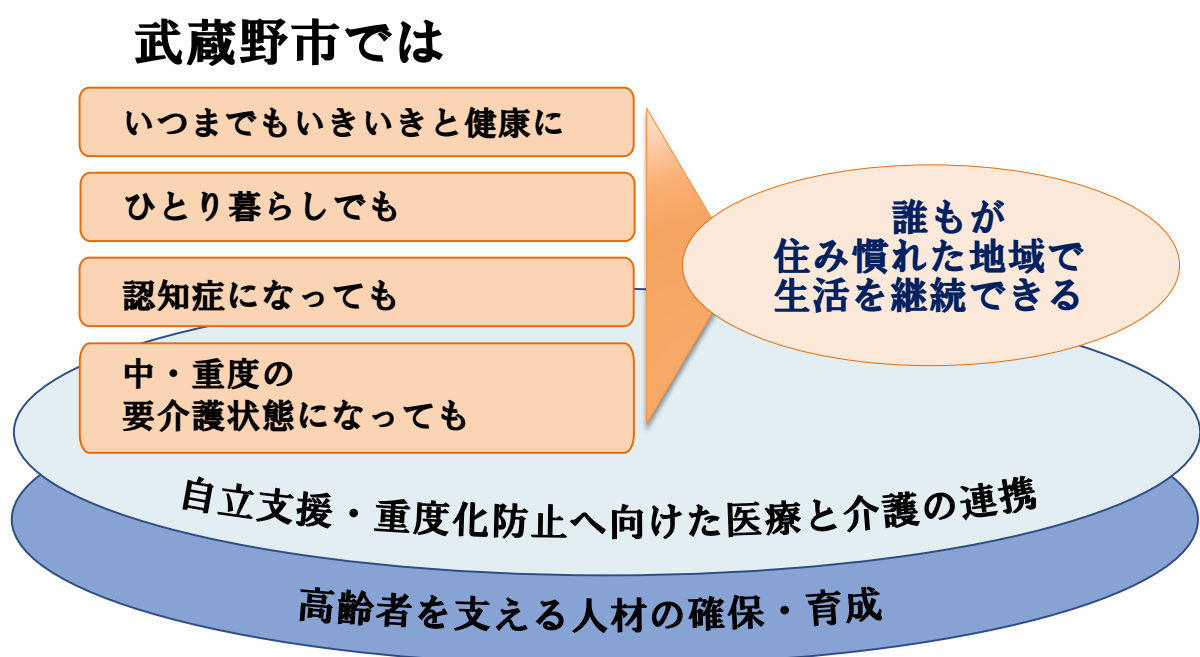 武蔵野市では
いつまでもいきいきと健康に
ひとり暮らしでも
認知症になっても
中・重度の
要介護状態になっても
誰もが
住み慣れた地域で
生活を継続できる
自立支援・重度化防止へ向けた医療と介護の連携
高齢者を支える人材の確保・育成